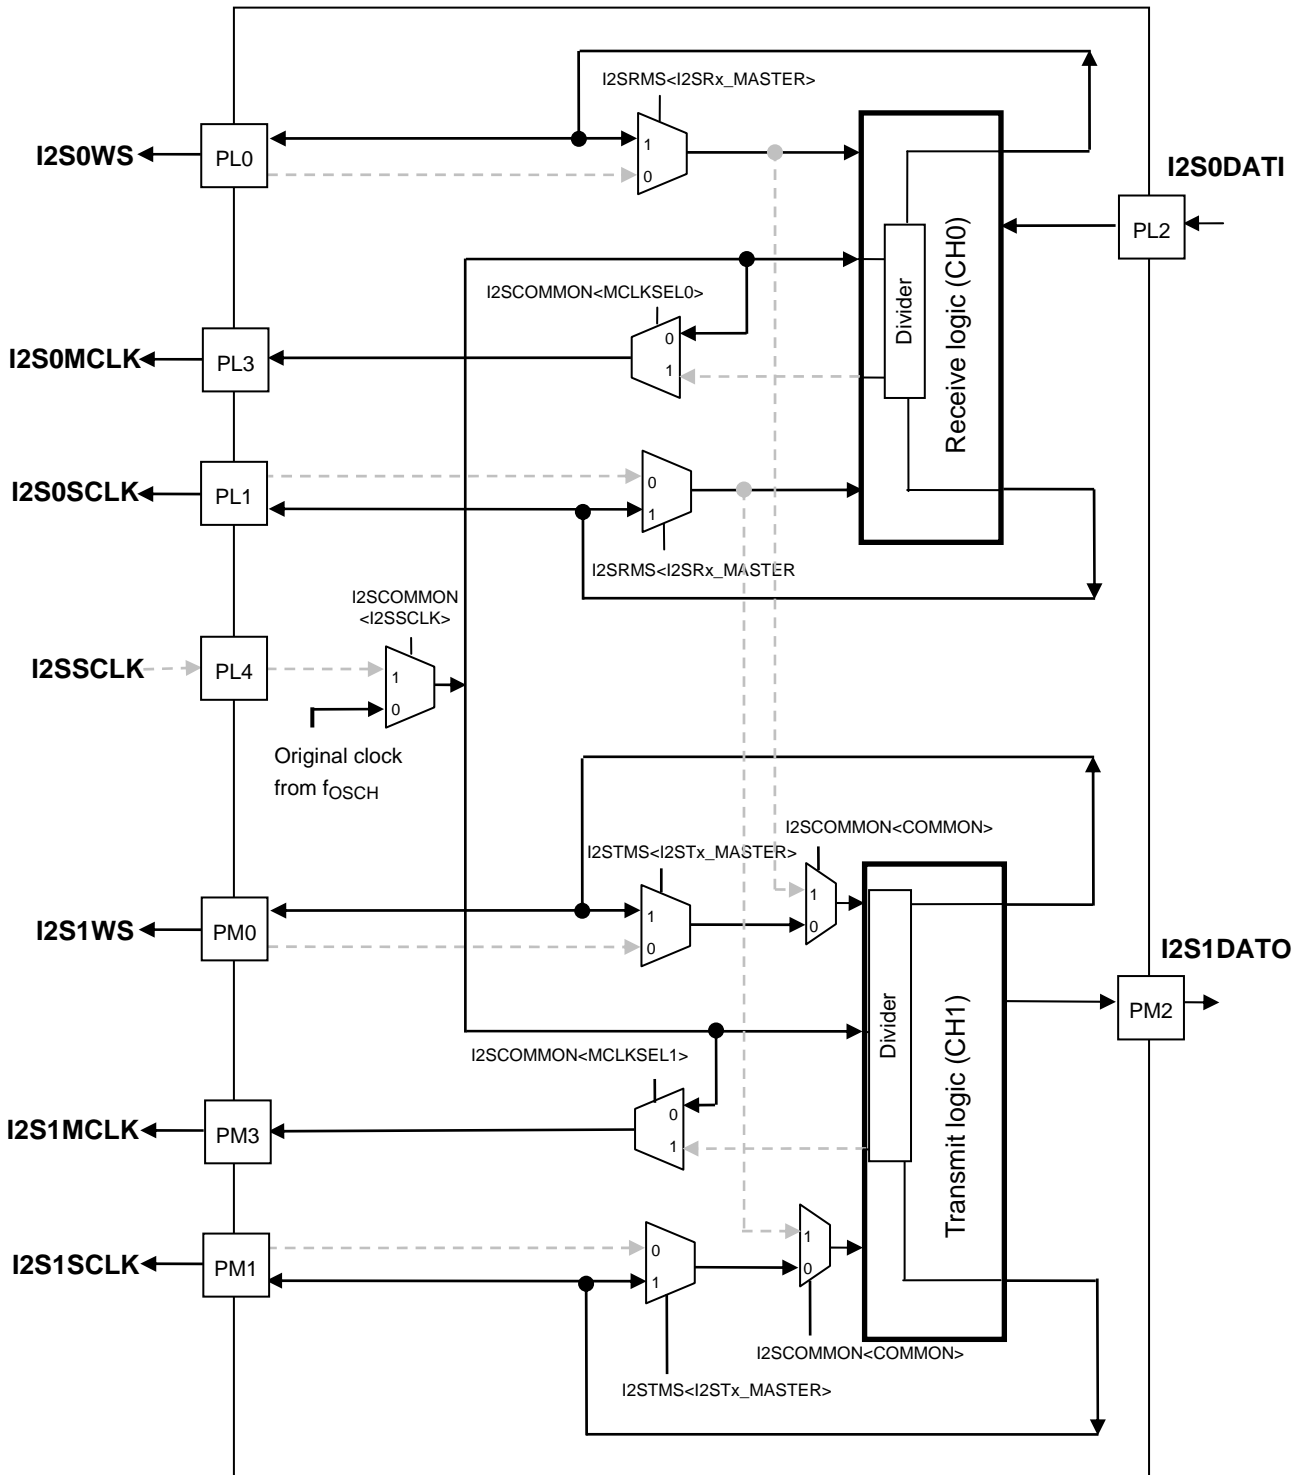 I2SRMS<I2SRx_MASTER>
1
0
I2S0WS
PL0
I2S0DATI
PL2
I2SCOMMON<MCLKSEL0>
0
1
I2S0MCLK
PL3
Divider
Receive logic (CH0)
I2S0SCLK
PL1
0
1
I2SRMS<I2SRx_MASTER
I2SCOMMON
<I2SSCLK>
I2SSCLK
PL4
1
0
Original clock
from fOSCH
I2SCOMMON<COMMON>
I2STMS<I2STx_MASTER>
1
0
1
0
I2S1WS
PM0
I2S1DATO
PM2
Divider
Transmit logic (CH1)
I2SCOMMON<MCLKSEL1>
0
1
I2S1MCLK
PM3
I2S1SCLK
PM1
0
1
1
0
I2SCOMMON<COMMON>
I2STMS<I2STx_MASTER>